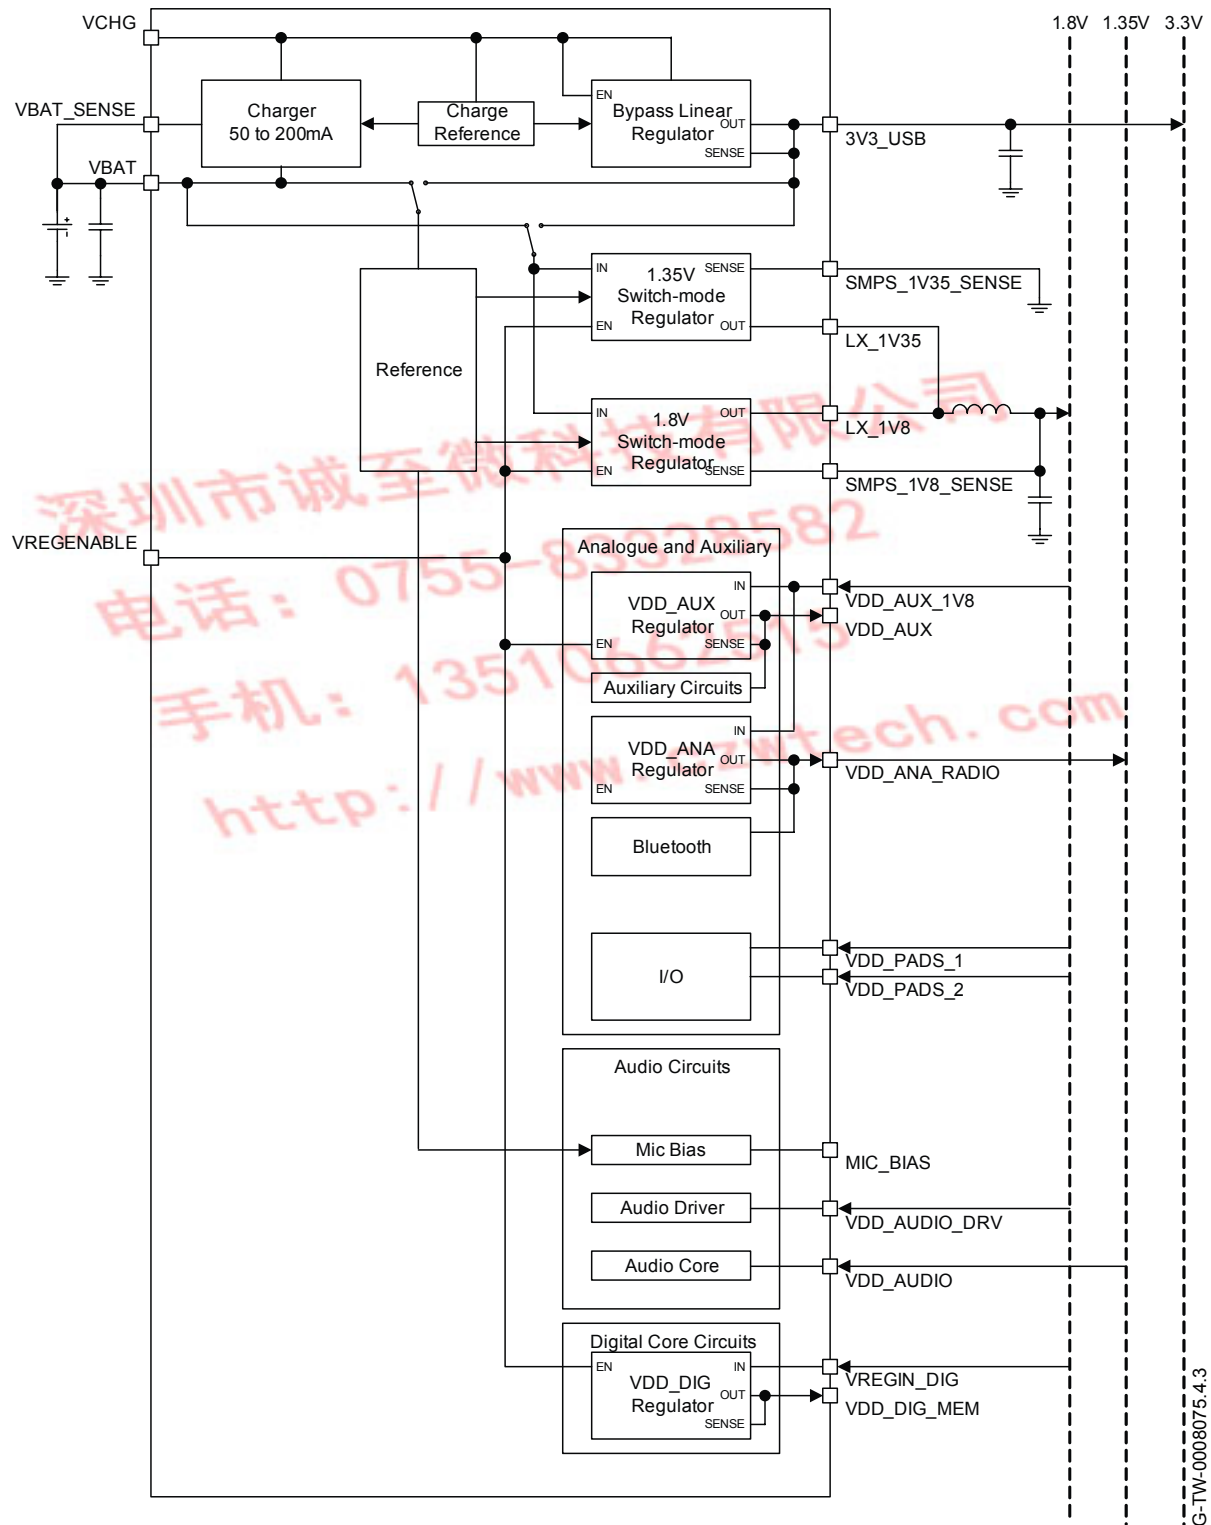 VCHG
1.8V 1.35V 3.3V
EN
Charger
50 to 200mA
Charge
Reference
Bypass Linear
Regulator
OUT
SENSE
VBAT_SENSE
3V3_USB
VBAT
+
-
IN
1.35V
Switch-mode
Regulator
SENSE
EN
OUT
SMPS_1V35_SENSE
LX_1V35
Reference
IN
1.8V
Switch-mode
Regulator
OUT
EN
SENSE
LX_1V8
SMPS_1V8_SENSE
深圳市诚至微科技有限公司
VREGENABLE
Analogue and Auxiliary
电话：0755-83328582
VDD_AUX
Regulator
IN
OUT
EN
SENSE
VDD_AUX_1V8
VDD_AUX
手机：13510662515
Auxiliary Circuits
IN
VDD_ANA
Regulator
OUT
EN
SENSE
VDD_ANA_RADIO
http://www.czwtech.com
Bluetooth
I/O
VDD_PADS_1
VDD_PADS_2
Audio Circuits
Mic Bias
MIC_BIAS
Audio Driver
VDD_AUDIO_DRV
Audio Core
VDD_AUDIO
Digital Core Circuits
EN
IN
VDD_DIG
Regulator
OUT
SENSE
VREGIN_DIG
VDD_DIG_MEM
G-TW-0008075.4.3